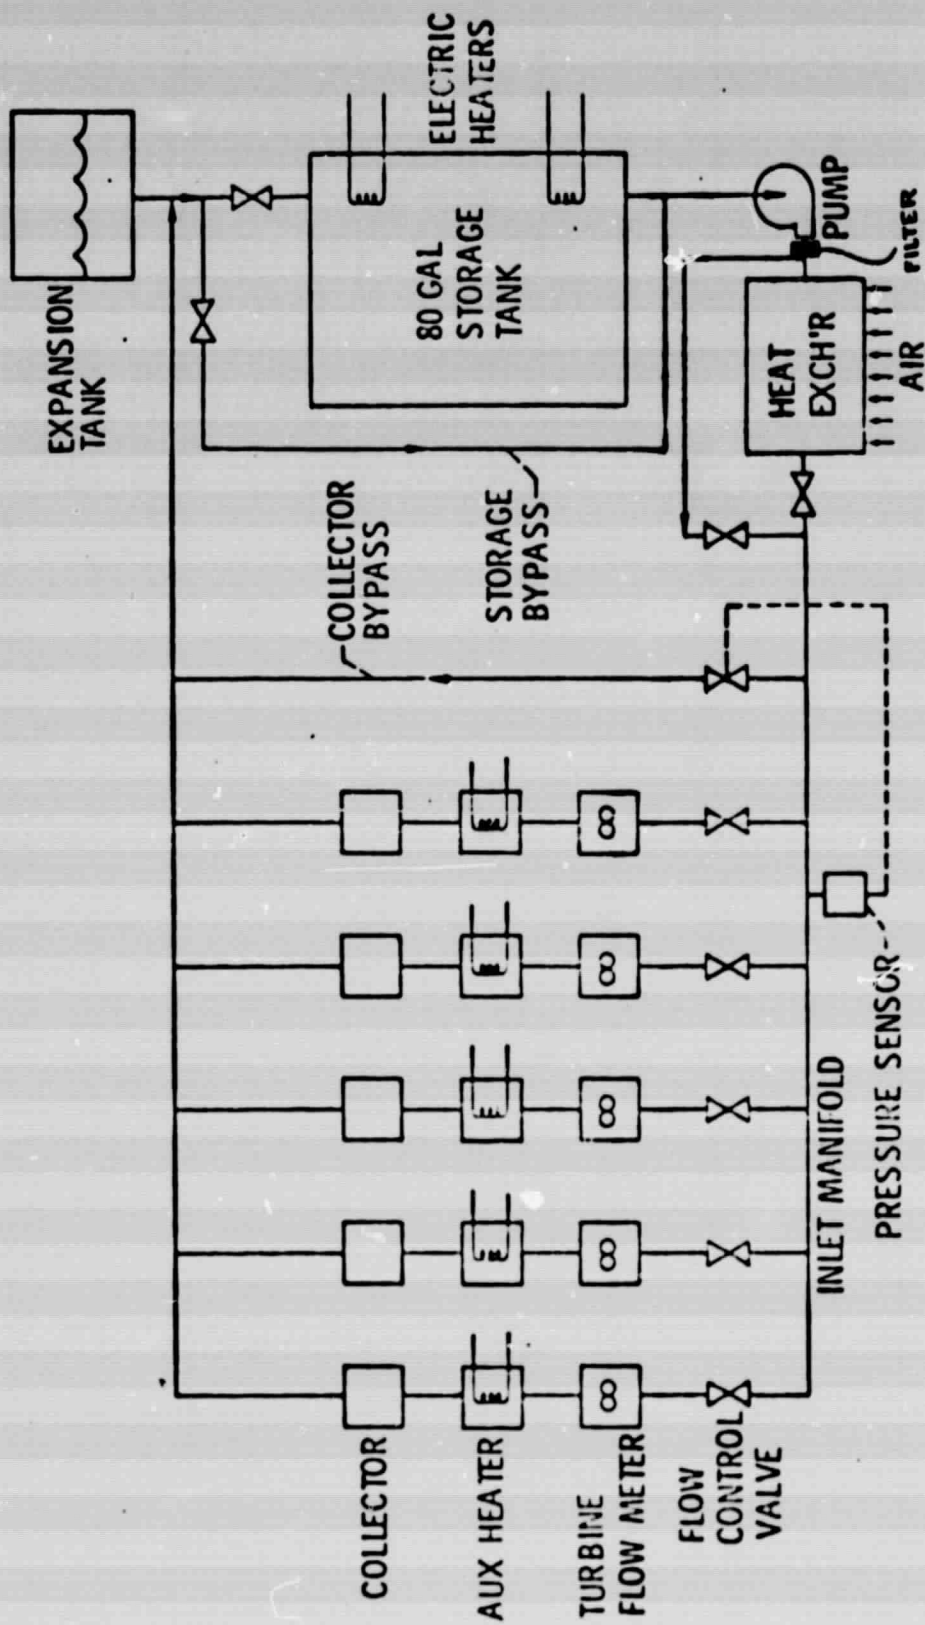 EXPANSION
TANK
ELECTRIC
HEATERS
80 GAL
STORAGE
TANK
COLLECTOR
BYPASS
STORAGE
BYPASS
PUMP
FILTER
HEAT
EXCH'R
AIR
COLLECTOR
AUX HEATER
TURBINE
FLOW METER
FLOW
CONTROL
VALVE
INLET MANIFOLD
PRESSURE SENSOR